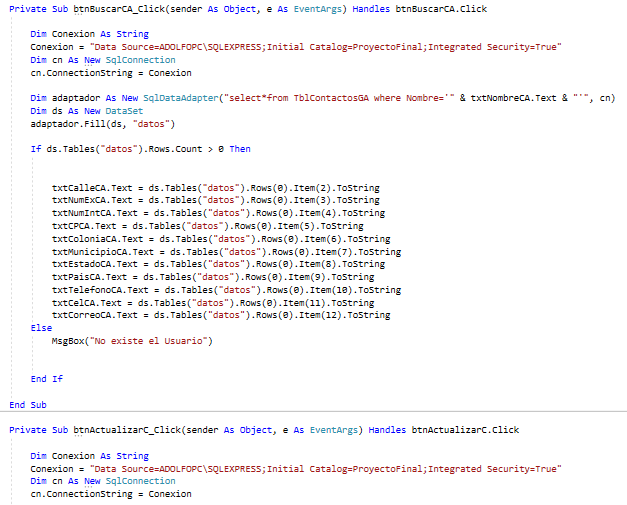 Private Sub btnBuscarCA_Click(sender As Object, e As EventArgs) Handles btnBuscarCA.Click
Dim Conexion As String
Conexion = "Data Source=ADOLFOPC\SQLEXPRESS;Initial Catalog=ProyectoFinal;Integrated Security=True"
Dim cn As New SqlConnection
cn.ConnectionString = Conexion
Dim adaptador As New SqlDataAdapter("select*from TblContactosGA where Nombre='" & txtNombreCA.Text & "'", cn)
Dim ds As New DataSet
adaptador.Fill(ds, "datos")
If ds.Tables("datos").Rows.Count > 0 Then
txtCalleCA.Text = ds.Tables("datos").Rows(0).Item(2).ToString
txtNumExCA.Text = ds.Tables("datos").Rows(0).Item(3).ToString
txtNumIntCA.Text = ds.Tables("datos").Rows(0).Item(4).ToString
txtCPCA.Text = ds.Tables("datos").Rows(0).Item(5).ToString
txtColoniaCA.Text = ds.Tables("datos").Rows(0).Item(6).ToString
txtMunicipioCA.Text = ds.Tables("datos").Rows(0).Item(7).ToString
txtEstadoCA.Text = ds.Tables("datos").Rows(0).Item(8).ToString
txtPaisCA.Text = ds.Tables("datos").Rows(0).Item(9).ToString
txtTelefonoCA.Text = ds.Tables("datos").Rows(0).Item(10).ToString
txtCelCA.Text = ds.Tables("datos").Rows(0).Item(11).ToString
txtCorreoCA.Text = ds.Tables("datos").Rows(0).Item(12).ToString
Else
MsgBox("No existe el Usuario")
End If
End Sub
Private Sub btnActualizarC_Click(sender As Object, e As EventArgs) Handles btnActualizarC.Click
Dim Conexion As String
Conexion = "Data Source=ADOLFOPC\SQLEXPRESS;Initial Catalog=ProyectoFinal;Integrated Security=True"
Dim cn As New SqlConnection
cn.ConnectionString = Conexion